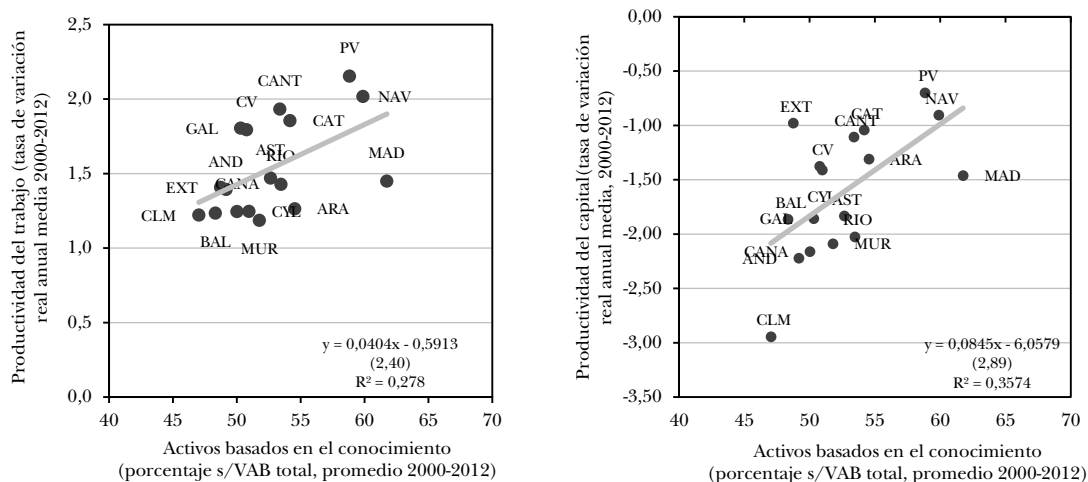 Productividad del trabajo (tasa de variación
real anual media 2000-2012)
2,5
2,0
1,5
1,0
0,5
0,0
PV
CANT
NAV
CV
CAT
GAL
AST
RIO
MAD
AND
EXT
CANA
CLM
CYL
ARA
BAL
MUR
y = 0,0404x - 0,5913
(2,40)
R² = 0,278
40 45 50 55 60 65 70
Activos basados en el conocimiento
(porcentaje s/VAB total, promedio 2000-2012)
Productividad del capital(tasa de variación
real anual media, 2000-2012)
-0,00
-0,50
-1,00
-1,50
-2,00
-2,50
-3,00
-3,50
PV
NAV
EXT
CAT
CANT
CV
ARA
MAD
CYL
AST
BAL
GAL
RIO
MUR
CANA
AND
CLM
y = 0,0845x - 6,0579
(2,89)
R² = 0,3574
40 45 50 55 60 65 70
Activos basados en el conocimiento
(porcentaje s/VAB total, promedio 2000-2012)